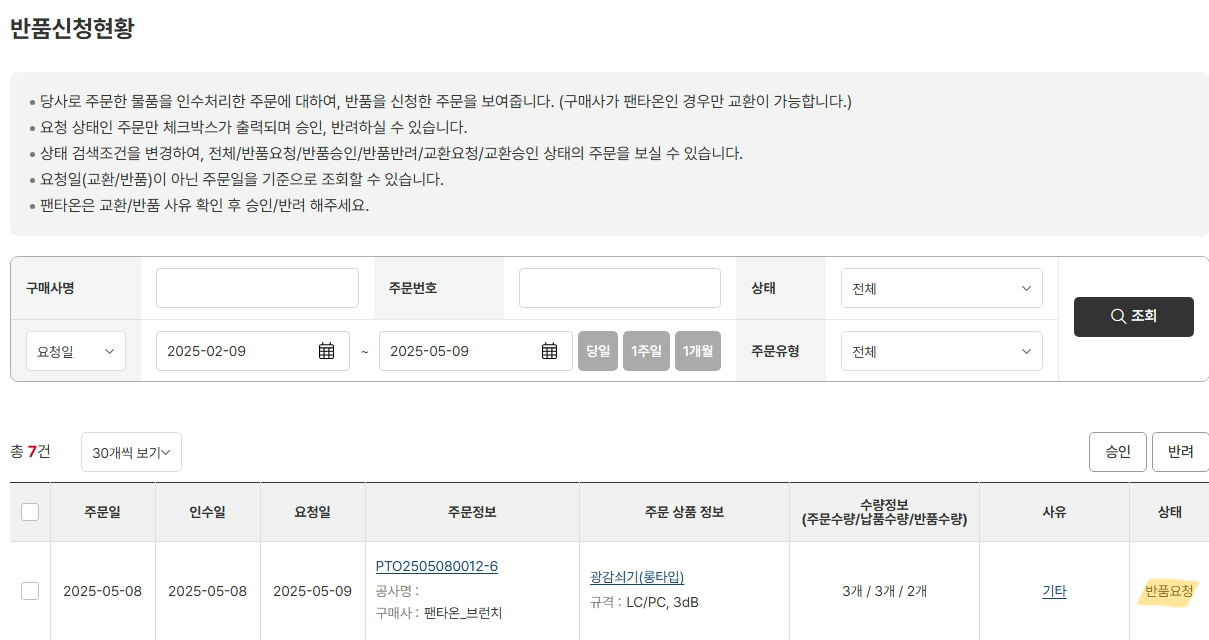 반품신청현황
당사로 주문한 물품을 인수처리한 주문에 대하여, 반품을 신청한 주문을 보여줍니다. (구매사가 팬타온인 경우만 교환이 가능합니다.)
요청 상태인 주문만 체크박스가 출력되며 승인, 반려하실 수 있습니다.
상태 검색조건을 변경하여, 전체/반품요청/반품승인/반품반려/교환요청/교환승인 상태의 주문을 보실 수 있습니다.
요청일(교환/반품)이 아닌 주문일을 기준으로 조회할 수 있습니다.
팬타온은 교환/반품 사유 확인 후 승인/반려 해주세요.
구매사명 주문번호 상태 전체
조회
요청일 2025-02-09 ~ 2025-05-09 당일 1주일 1개월 주문유형 전체
총 7건 30개씩 보기 승인 반려
주문일 인수일 요청일 주문정보 주문 상품 정보 수량정보 사유 상태
(주문수량/납품수량/반품수량)
PTO2505080012-6
광감쇠기(롱타입)
2025-05-08 2025-05-08 2025-05-09 공사명 : 3개 / 3개 / 2개 기타 반품요청
규격 : LC/PC, 3dB
구매사 : 팬타온_브런치